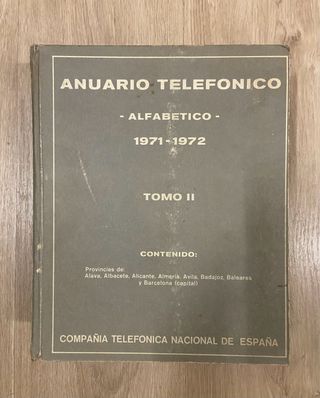 ANUARIO TELEFONICO
- ALFABETICO -
1971-1972
TOMO II
CONTENIDO:
Provincias de:
Alava, Albacete, Alicante, Almería, Avila, Badajoz, Baleares
y Barcelona (capital)
COMPAÑIA TELEFONICA NACIONAL DE ESPAÑA